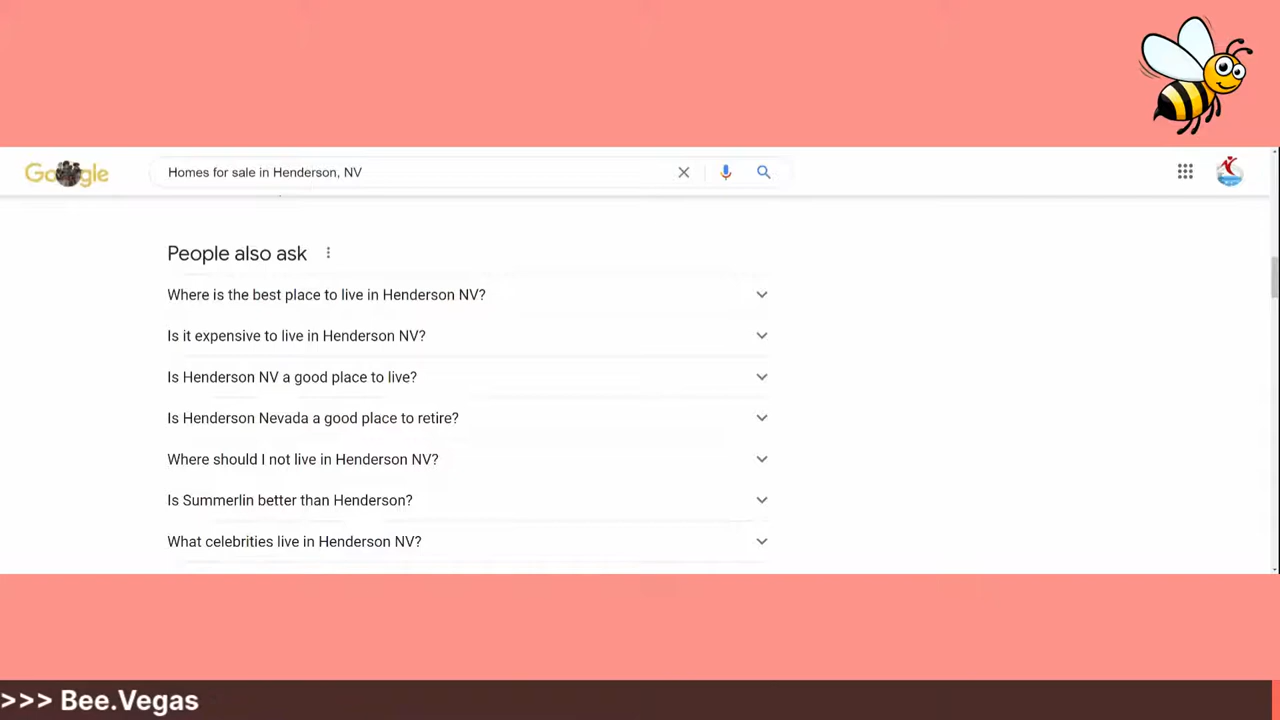 Google
Homes for sale in Henderson, NV
People also ask
Where is the best place to live in Henderson NV?
Is it expensive to live in Henderson NV?
Is Henderson NV a good place to live?
Is Henderson Nevada a good place to retire?
Where should I not live in Henderson NV?
Is Summerlin better than Henderson?
What celebrities live in Henderson NV?
>>> Bee.Vegas